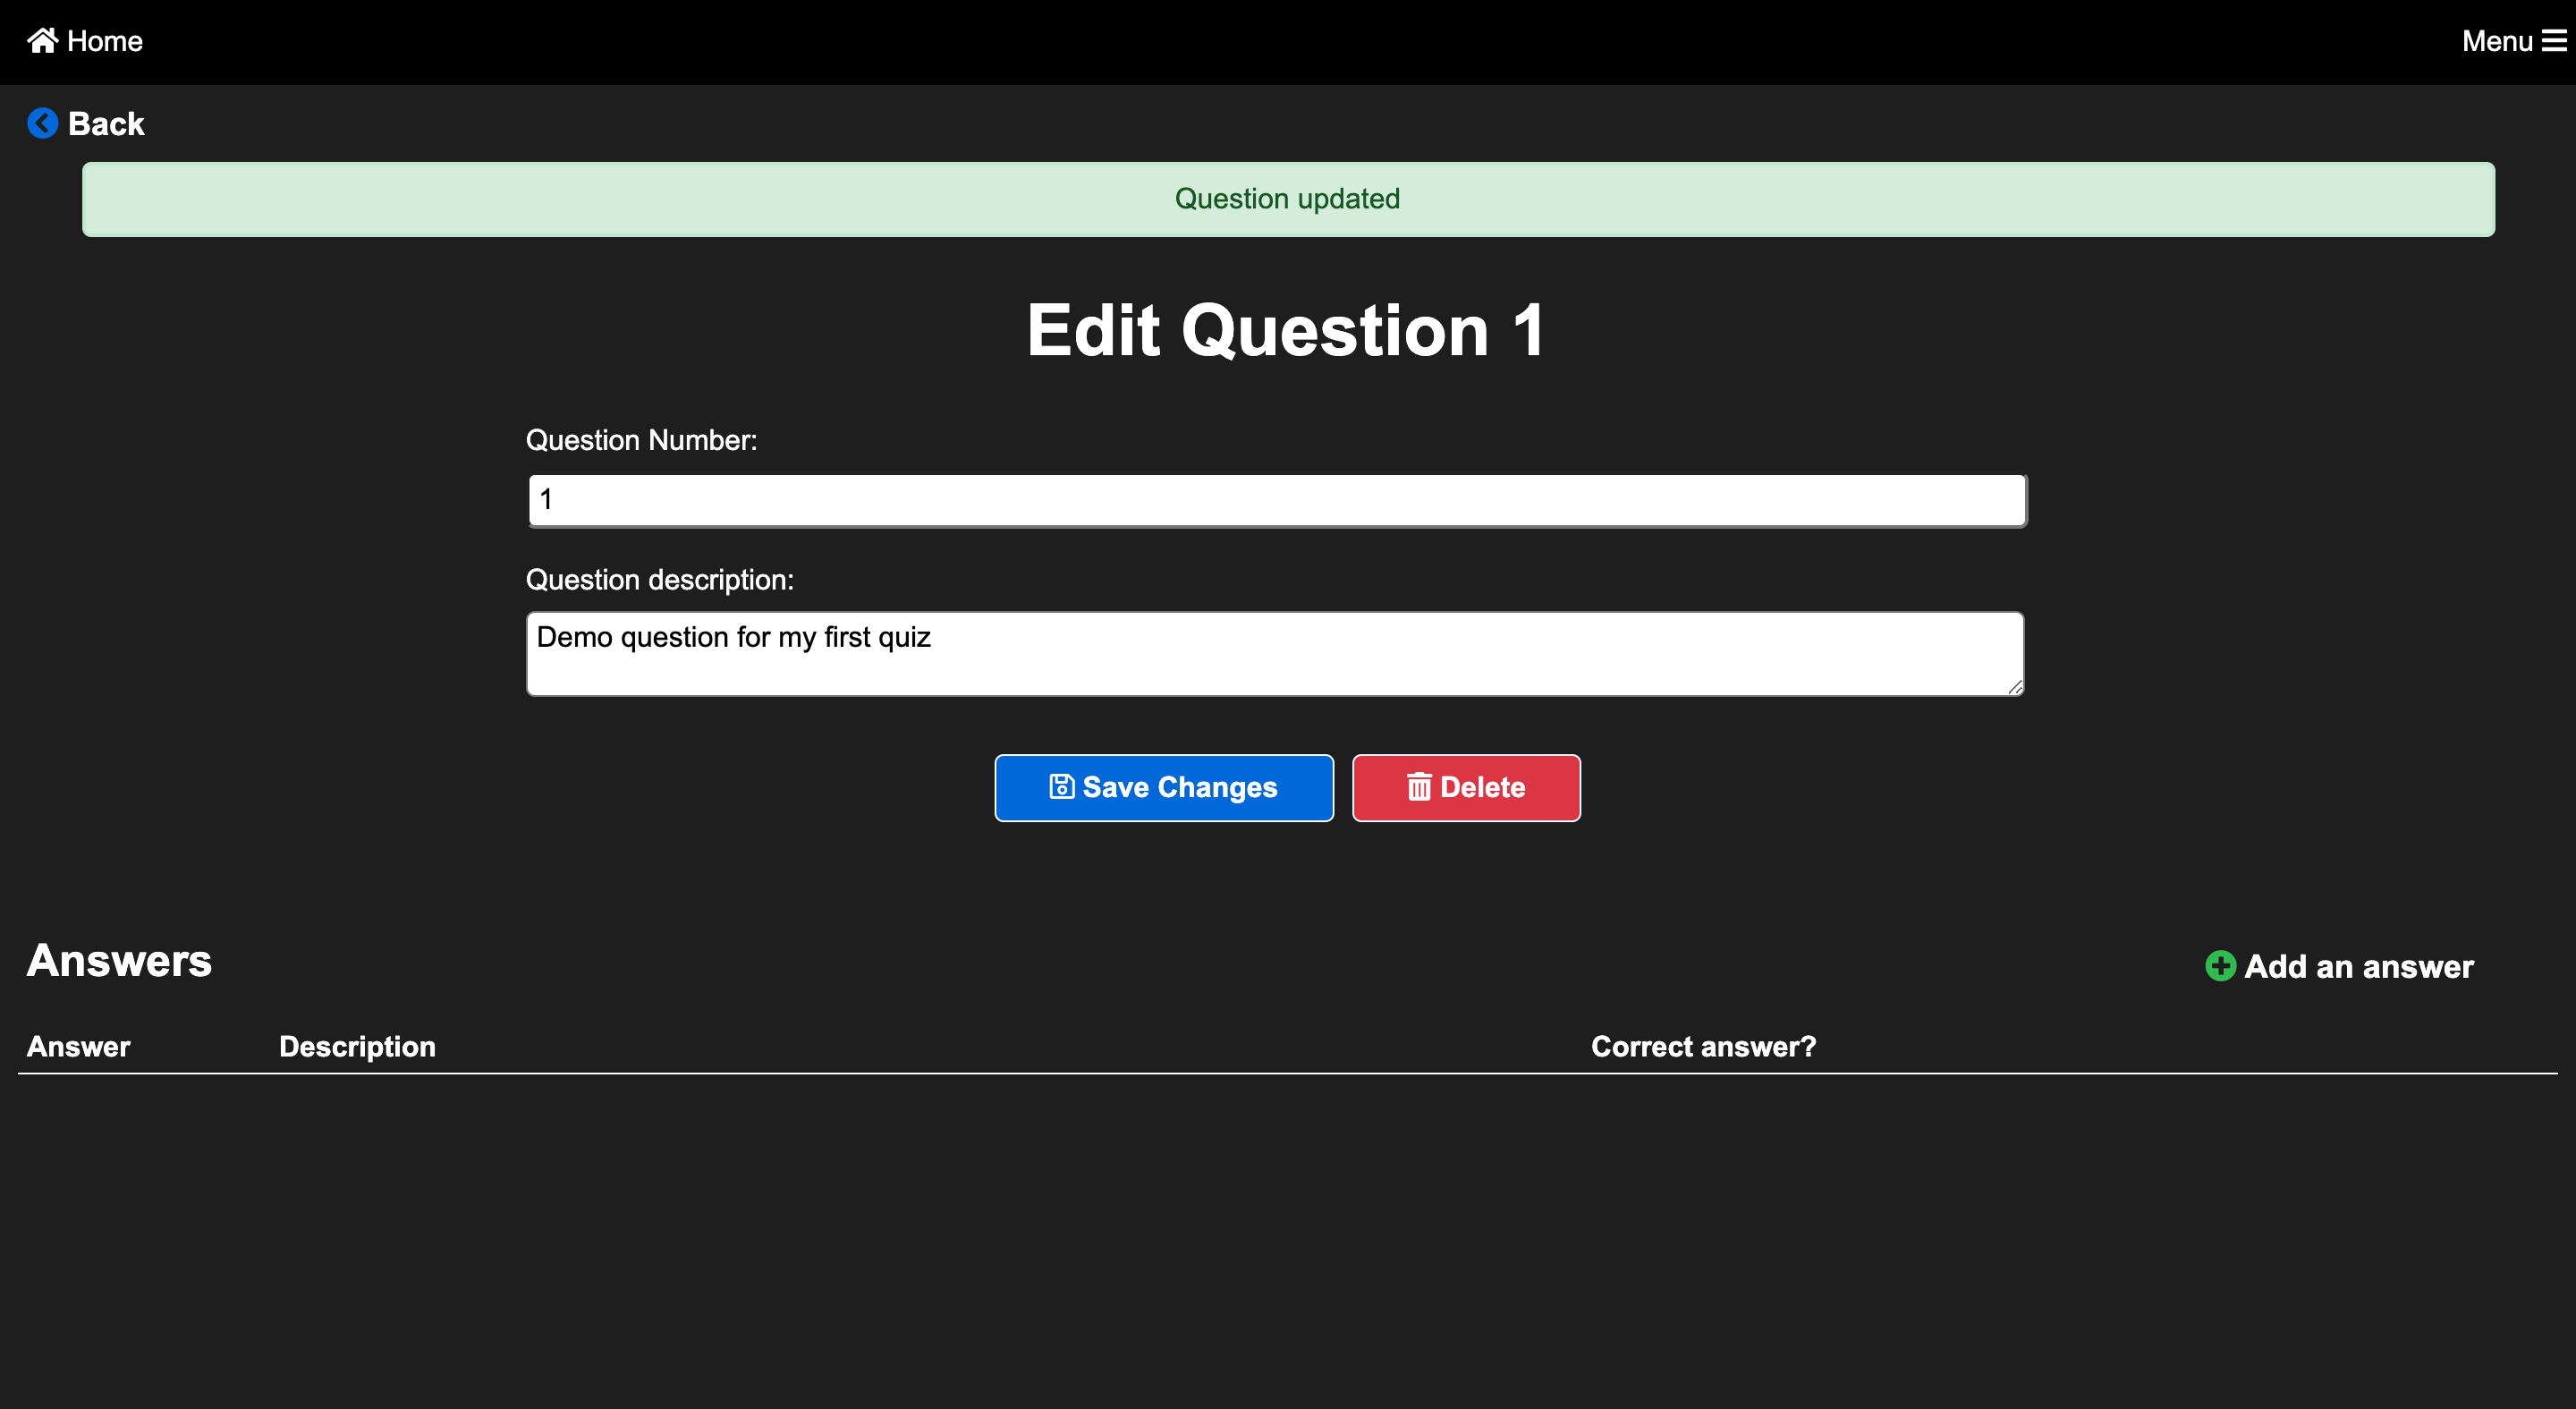 Home
Menu
Back
Question updated
Edit Question 1
Question Number:
1
Question description:
Demo question for my first quiz
Save Changes
Delete
Answers
Add an answer
Answer Description Correct answer?